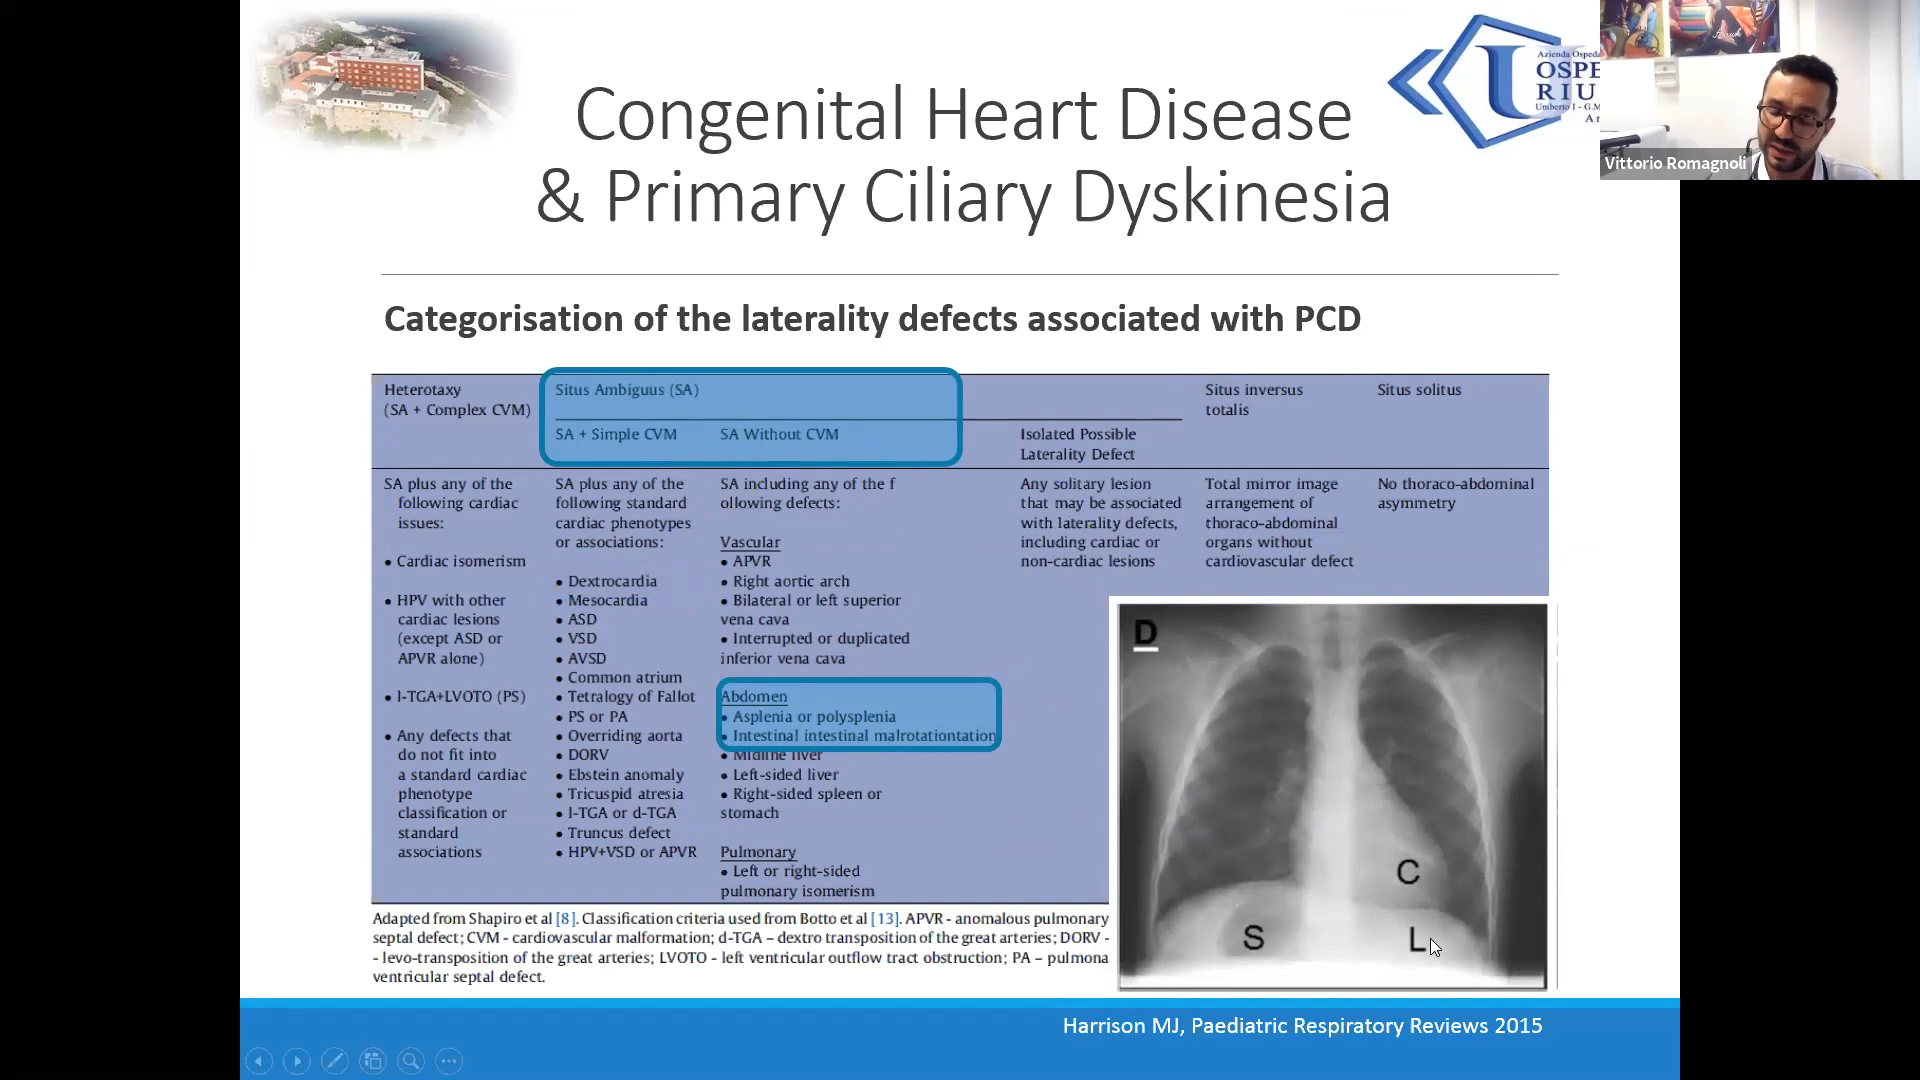 Congenital Heart Disease
& Primary Ciliary Dyskinesia
Azienda Osped
OSPE
RIU
Umberto I - G.M
A
Vittorio Romagnoli
Categorisation of the laterality defects associated with PCD
Heterotaxy
(SA + Complex CVM)
Situs Ambiguus (SA)
SA + Simple CVM
SA Without CVM
Isolated Possible
Laterality Defect
Situs inversus
totalis
Situs solitus
SA plus any of the
following cardiac
issues:
• Cardiac isomerism
• HPV with other
cardiac lesions
(except ASD or
APVR alone)
• l-TGA+LVOTO (PS)
• Any defects that
do not fit into
a standard cardiac
phenotype
classification or
standard
associations
SA plus any of the
following standard
cardiac phenotypes
or associations:
• Dextrocardia
• Mesocardia
• ASD
• VSD
• AVSD
• Common atrium
• Tetralogy of Fallot
• PS or PA
• Overriding aorta
• DORV
• Ebstein anomaly
• Tricuspid atresia
• l-TGA or d-TGA
• Truncus defect
• HPV+VSD or APVR
SA including any of the f
ollowing defects:
Vascular
• APVR
• Right aortic arch
• Bilateral or left superior
vena cava
• Interrupted or duplicated
inferior vena cava
Abdomen
• Asplenia or polysplenia
• Intestinal intestinal malrotationtation
• Midline liver
• Left-sided liver
• Right-sided spleen or
stomach
Pulmonary
• Left or right-sided
pulmonary isomerism
Any solitary lesion
that may be associated
with laterality defects,
including cardiac or
non-cardiac lesions
Total mirror image
arrangement of
thoraco-abdominal
organs without
cardiovascular defect
No thoraco-abdominal
asymmetry
D
C
S
L
Adapted from Shapiro et al [8]. Classification criteria used from Botto et al [13]. APVR - anomalous pulmonary
septal defect; CVM - cardiovascular malformation; d-TGA – dextro transposition of the great arteries; DORV -
- levo-transposition of the great arteries; LVOTO - left ventricular outflow tract obstruction; PA – pulmona
ventricular septal defect.
Harrison MJ, Paediatric Respiratory Reviews 2015